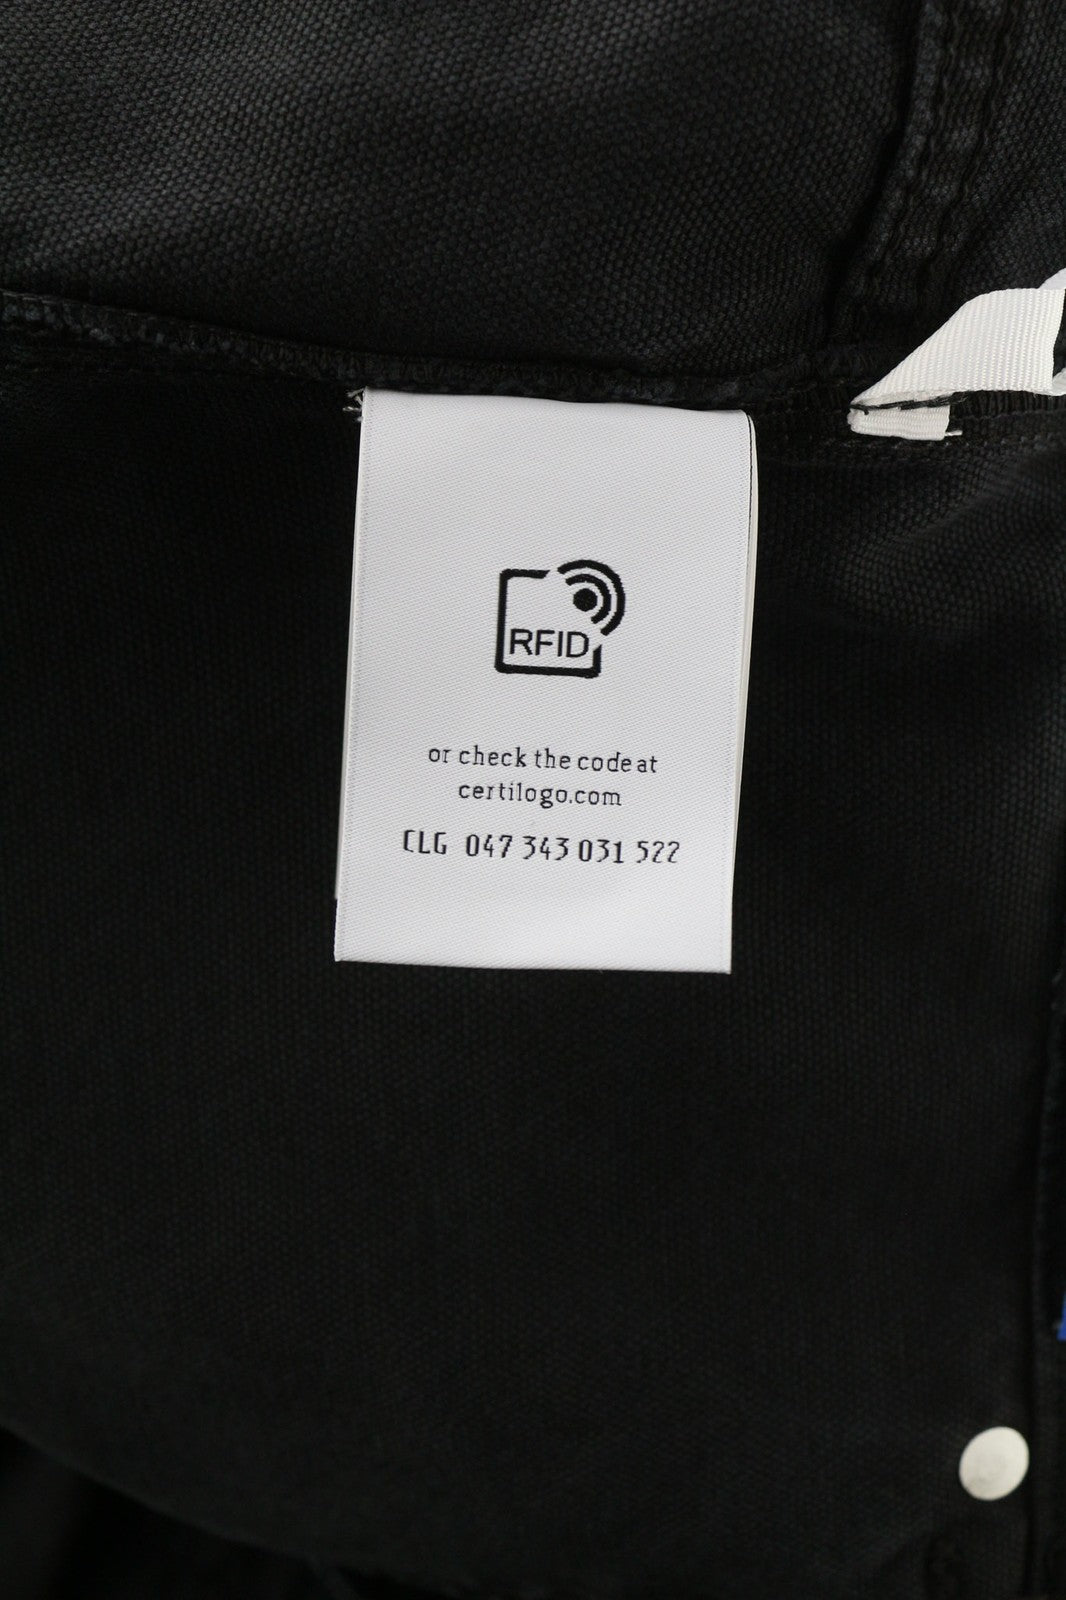 RFID
or check the code at
certilogo.com
CLG 047 343 031 522